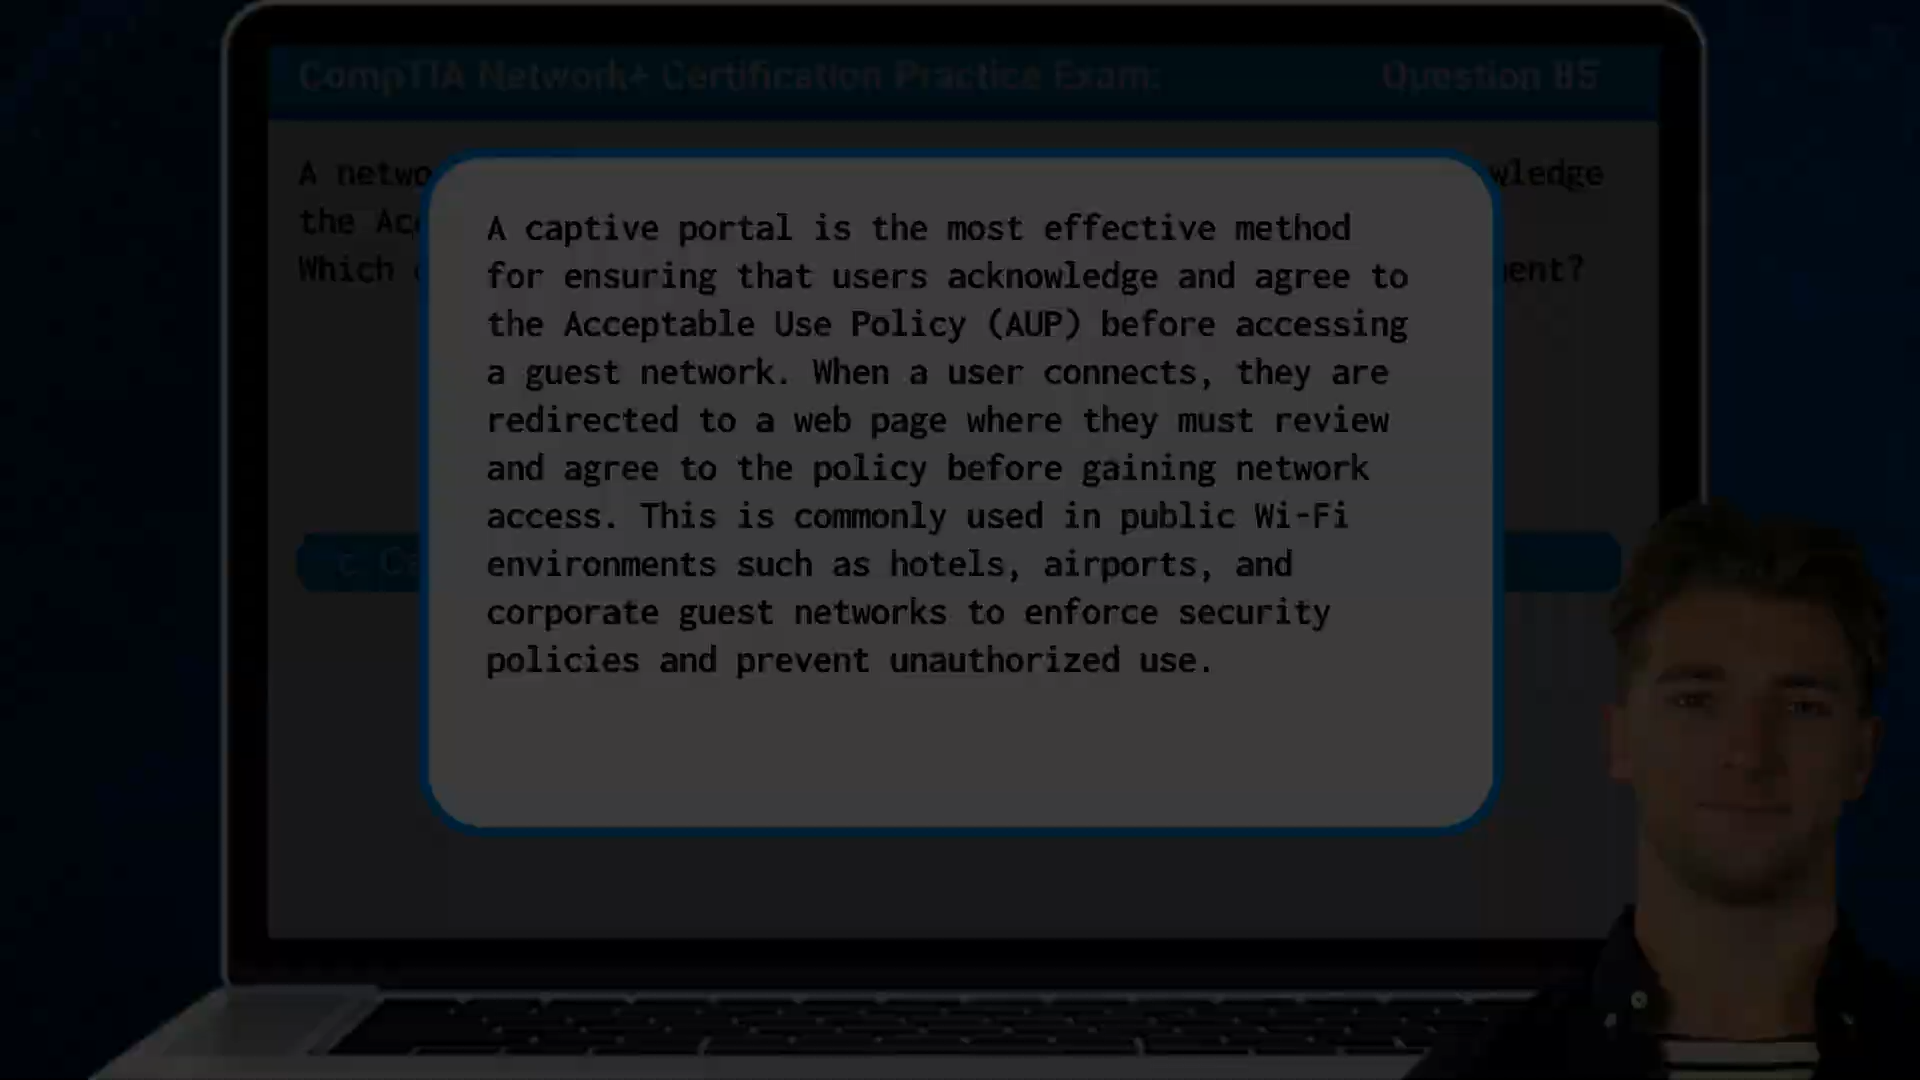 CompTIA Network+ Certification Practice Exam: Question 85
A netwo wledge
the Acc
Which ent?
A captive portal is the most effective method
for ensuring that users acknowledge and agree to
the Acceptable Use Policy (AUP) before accessing
a guest network. When a user connects, they are
redirected to a web page where they must review
and agree to the policy before gaining network
access. This is commonly used in public Wi-Fi
environments such as hotels, airports, and
corporate guest networks to enforce security
policies and prevent unauthorized use.
c. Ca